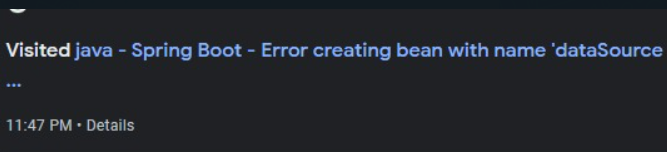 Visited java - Spring Boot - Error creating bean with name 'dataSource
...
11:47 PM • Details